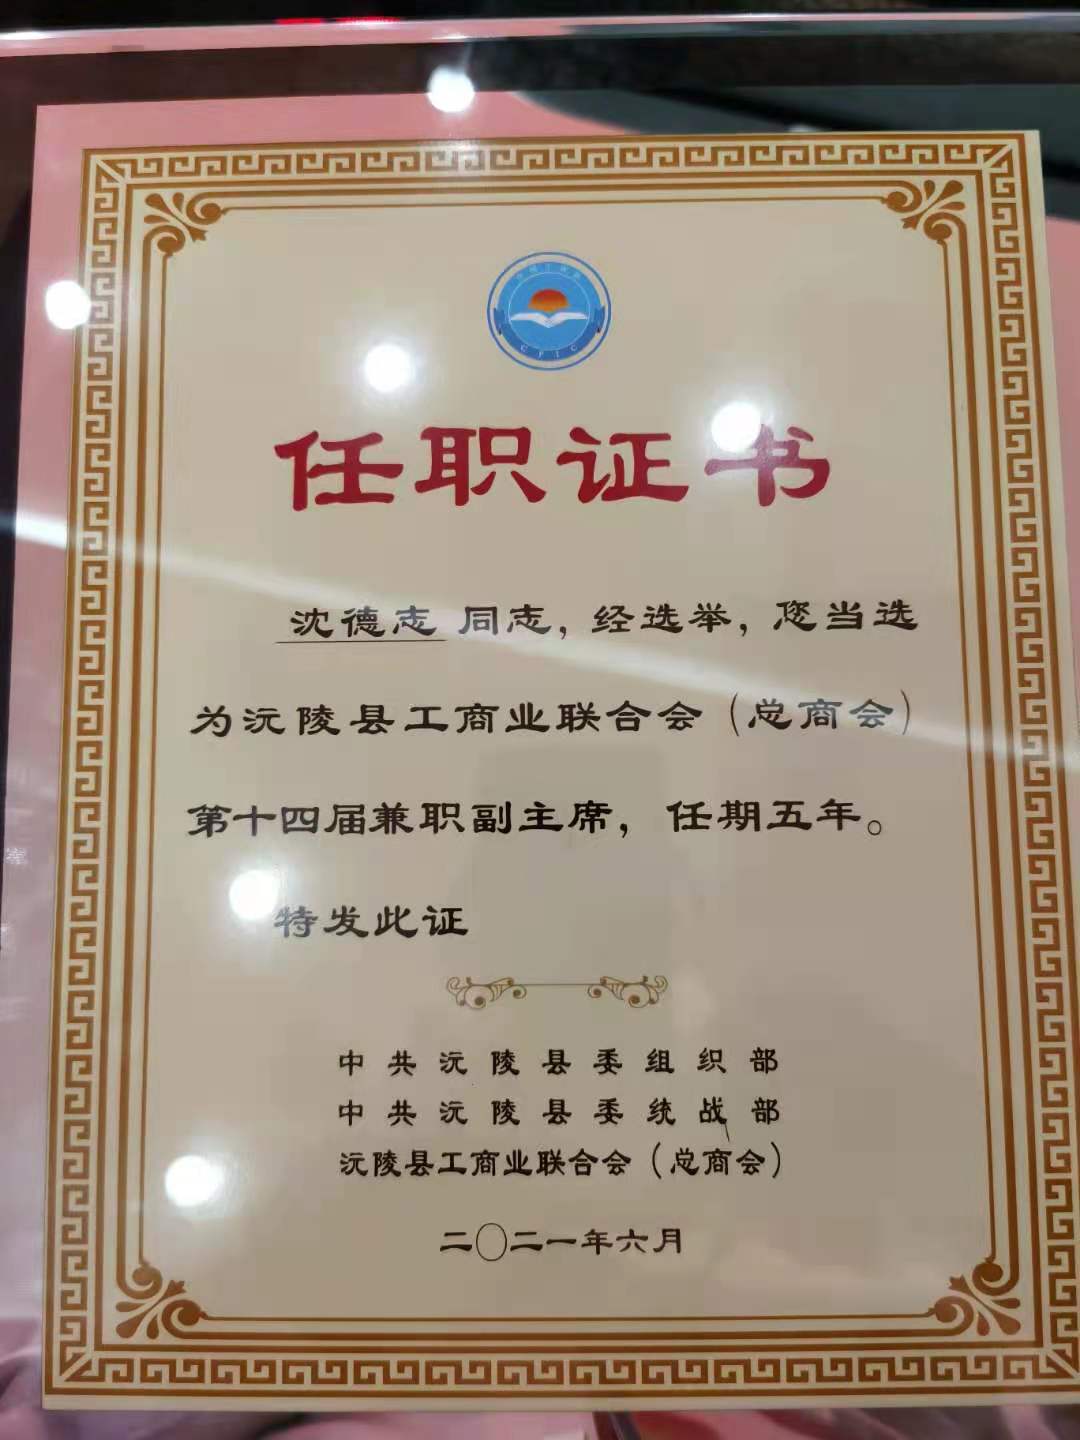 CFIC
任职证书
沈德志 同志，经选举，您当选
为沅陵县工商业联合会（总商会）
第十四届兼职副主席，任期五年。
特发此证
中共沅陵县委组织部
中共沅陵县委统战部
沅陵县工商业联合会（总商会）
二〇二一年六月